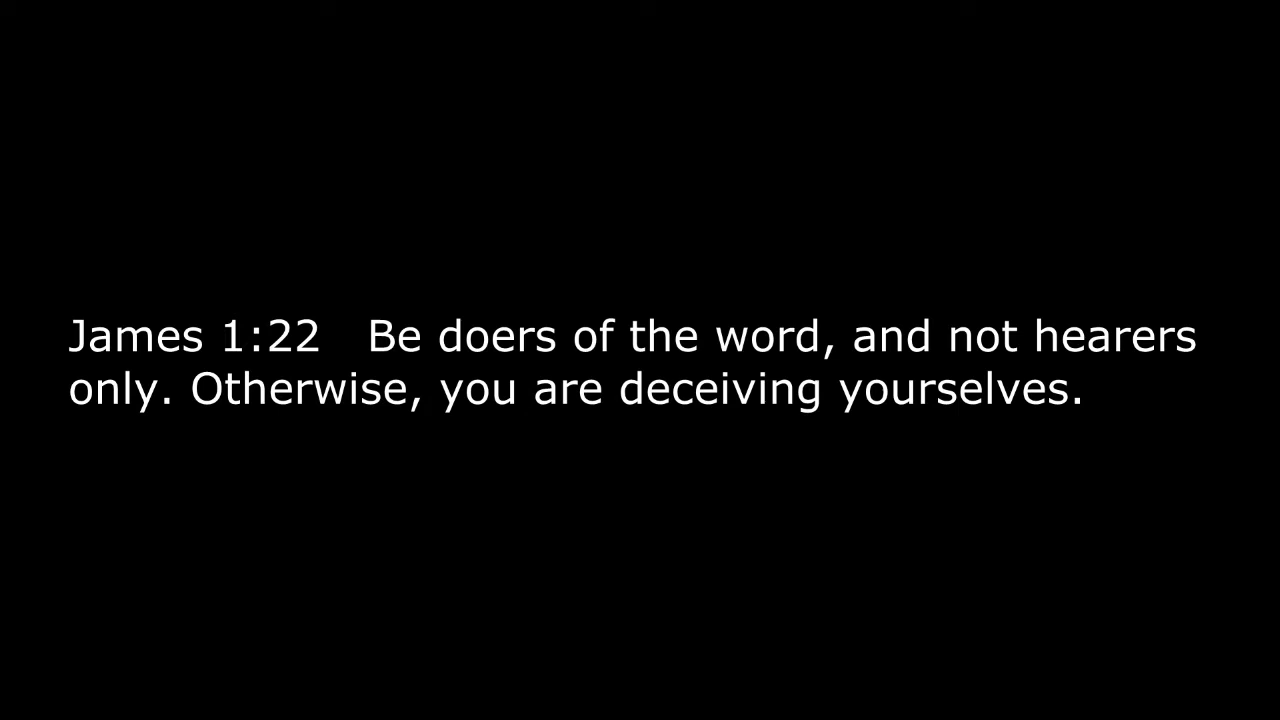 James 1:22   Be doers of the word, and not hearers
only. Otherwise, you are deceiving yourselves.